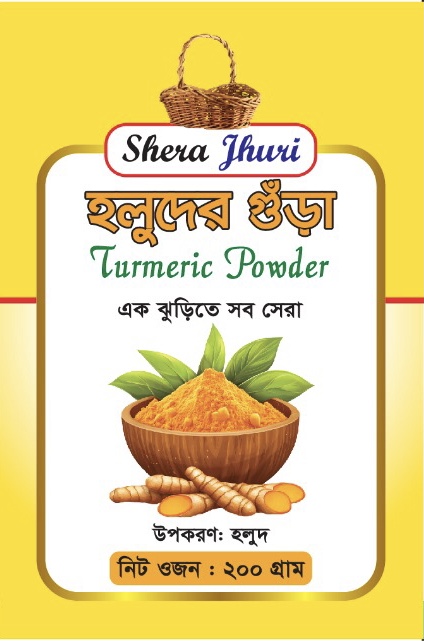 Shera Jhuri
হলুদের গুঁড়া
Turmeric Powder
এক ঝুড়িতে সব সেরা
উপকরণ: হলুদ
নিট ওজন : ২০০ গ্রাম